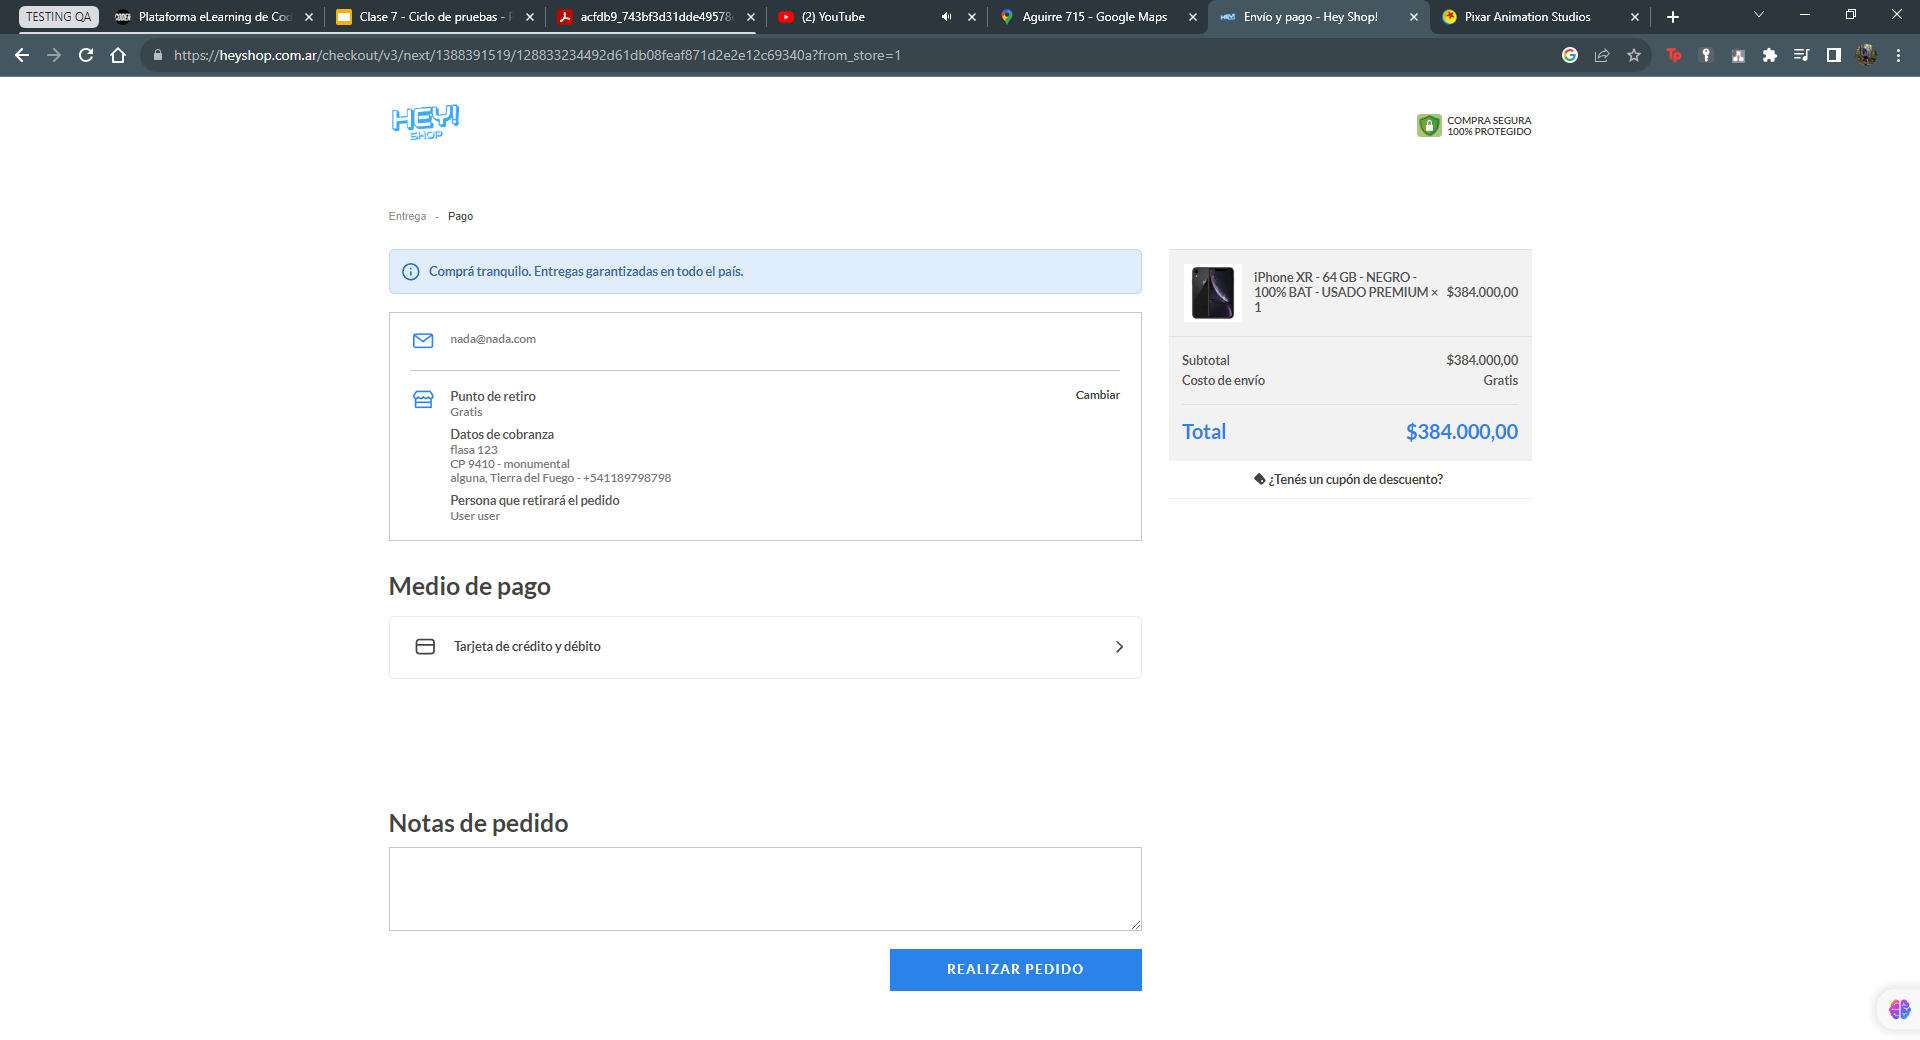 TESTING QA
Plataforma eLearning de Cod
Clase 7 - Ciclo de pruebas - P
acfdb9_743bf3d31dde49578
(2) YouTube
Aguirre 715 - Google Maps
Envío y pago - Hey Shop!
Pixar Animation Studios
https://heyshop.com.ar/checkout/v3/next/1388391519/128833234492d61db08feaf871d2e2e12c69340a?from_store=1
HEY!
SHOP
COMPRA SEGURA
100% PROTEGIDO
Entrega - Pago
Comprá tranquilo. Entregas garantizadas en todo el país.
nada@nada.com
Punto de retiro
Cambiar
Gratis
Datos de cobranza
flasa 123
CP 9410 - monumental
alguna, Tierra del Fuego - +541189798798
Persona que retirará el pedido
User user
iPhone XR - 64 GB - NEGRO -
100% BAT - USADO PREMIUM × $384.000,00
1
Subtotal $384.000,00
Costo de envío Gratis
Total $384.000,00
¿Tenés un cupón de descuento?
Medio de pago
Tarjeta de crédito y débito
Notas de pedido
REALIZAR PEDIDO